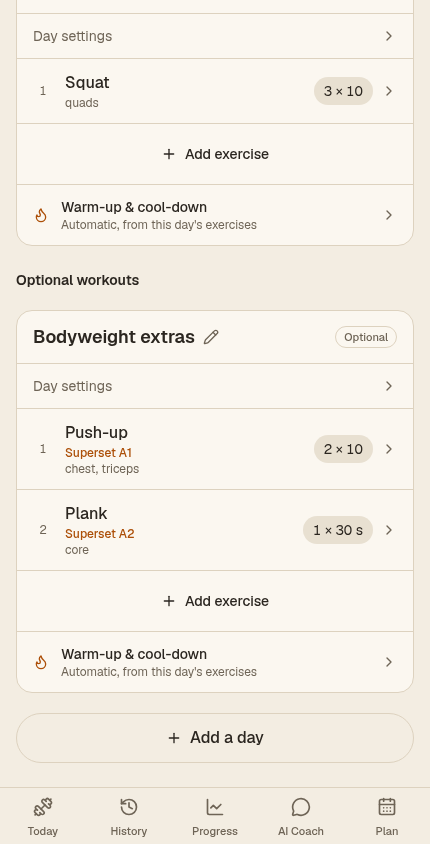 Day settings
1 Squat 3 × 10
quads
+ Add exercise
Warm-up & cool-down
Automatic, from this day's exercises
Optional workouts
Bodyweight extras Optional
Day settings
1 Push-up 2 × 10
Superset A1
chest, triceps
2 Plank 1 × 30 s
Superset A2
core
+ Add exercise
Warm-up & cool-down
Automatic, from this day's exercises
+ Add a day
Today History Progress AI Coach Plan